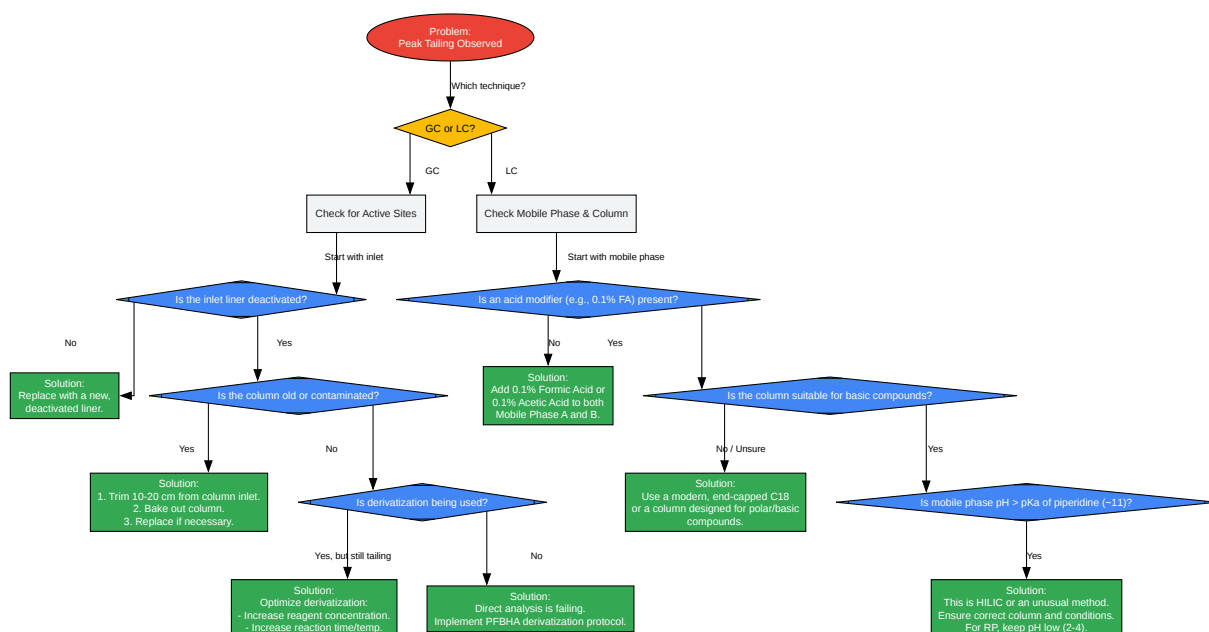 Problem:
Peak Tailing Observed
Which technique?
GC or LC?
GC
LC
Check for Active Sites
Check Mobile Phase & Column
Start with inlet
Start with mobile phase
Is the inlet liner deactivated?
Is an acid modifier (e.g., 0.1% FA) present?
No
Yes
No
Yes
Solution:
Replace with a new,
deactivated liner.
Is the column old or contaminated?
Solution:
Add 0.1% Formic Acid or
0.1% Acetic Acid to both
Mobile Phase A and B.
Is the column suitable for basic compounds?
Yes
No
No / Unsure
Yes
Solution:
1. Trim 10-20 cm from column inlet.
2. Bake out column.
3. Replace if necessary.
Is derivatization being used?
Solution:
Use a modern, end-capped C18
or a column designed for polar/basic
compounds.
Is mobile phase pH > pKa of piperidine (~11)?
Yes, but still tailing
No
Yes
Solution:
Optimize derivatization:
- Increase reagent concentration.
- Increase reaction time/temp.
Solution:
Direct analysis is failing.
Implement PFBHA derivatization protocol.
Solution:
This is HILIC or an unusual method.
Ensure correct column and conditions.
For RP, keep pH low (2-4).